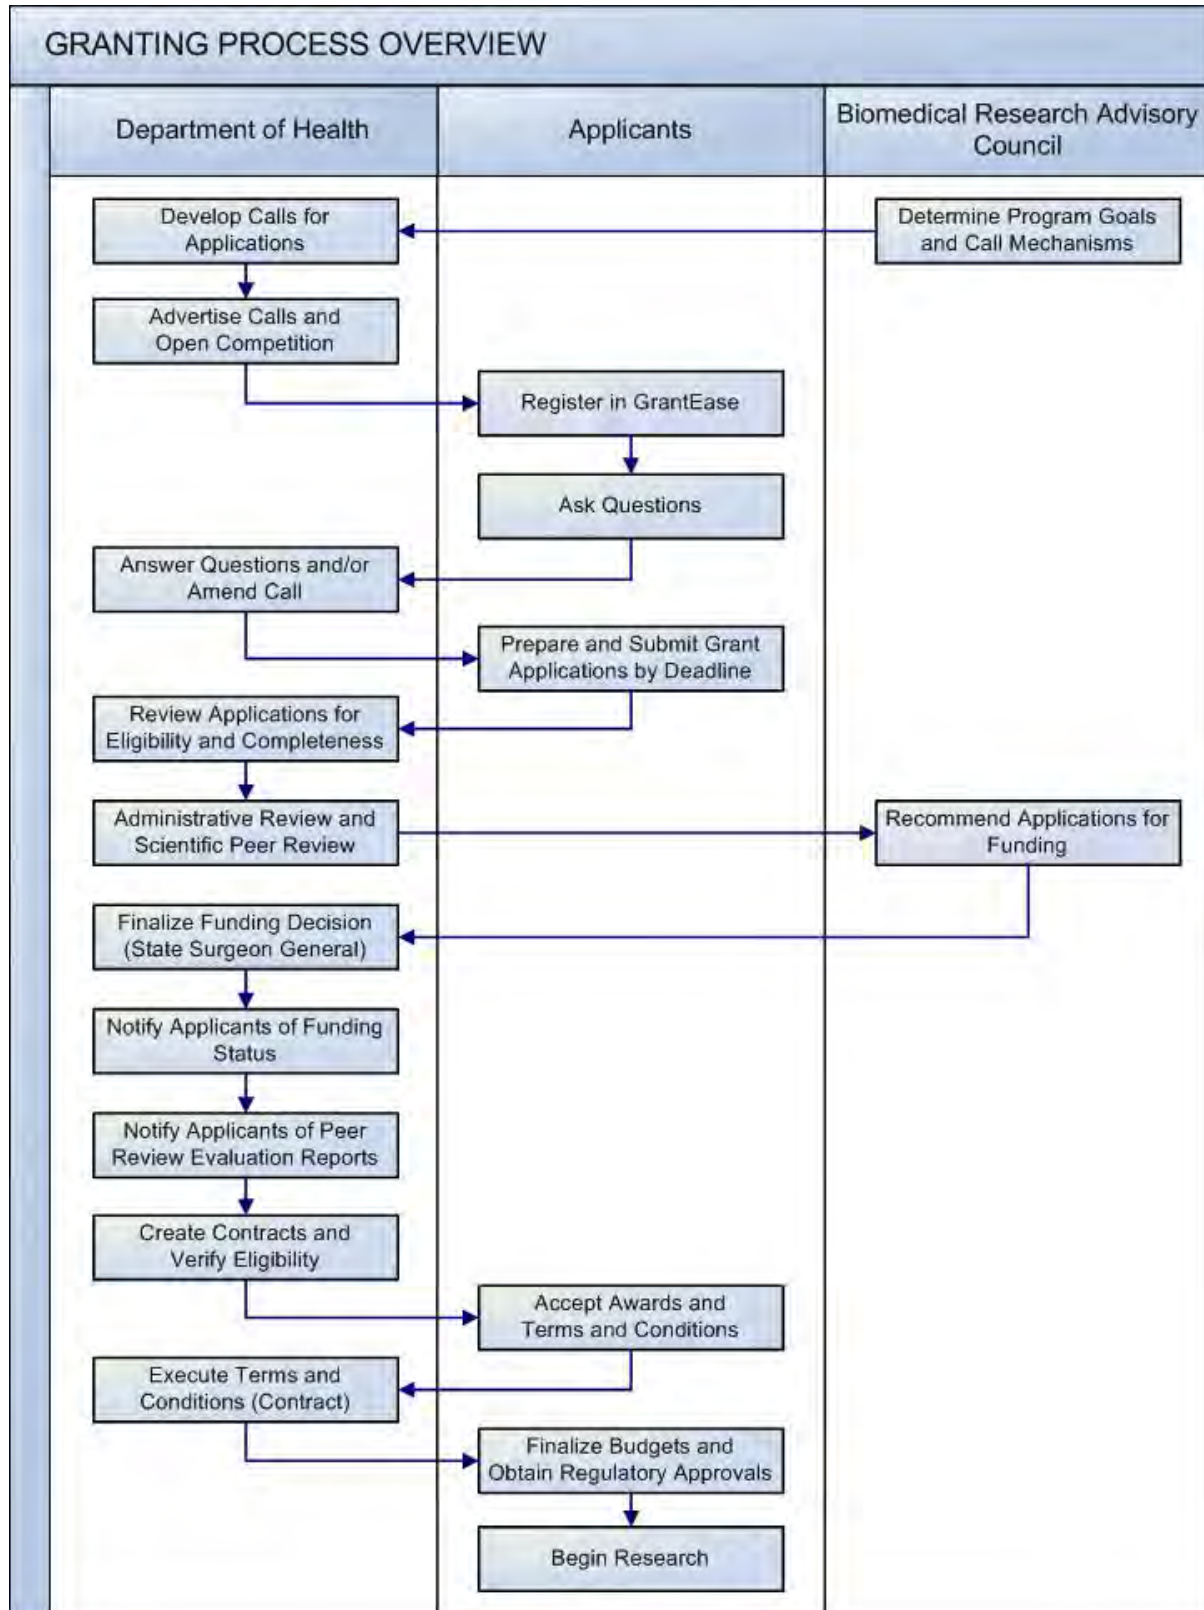 GRANTING PROCESS OVERVIEW
Department of Health
Applicants
Biomedical Research Advisory
Council
Develop Calls for
Applications
Determine Program Goals
and Call Mechanisms
Advertise Calls and
Open Competition
Register in GrantEase
Ask Questions
Answer Questions and/or
Amend Call
Prepare and Submit Grant
Applications by Deadline
Review Applications for
Eligibility and Completeness
Administrative Review and
Scientific Peer Review
Recommend Applications for
Funding
Finalize Funding Decision
(State Surgeon General)
Notify Applicants of Funding
Status
Notify Applicants of Peer
Review Evaluation Reports
Create Contracts and
Verify Eligibility
Accept Awards and
Terms and Conditions
Execute Terms and
Conditions (Contract)
Finalize Budgets and
Obtain Regulatory Approvals
Begin Research